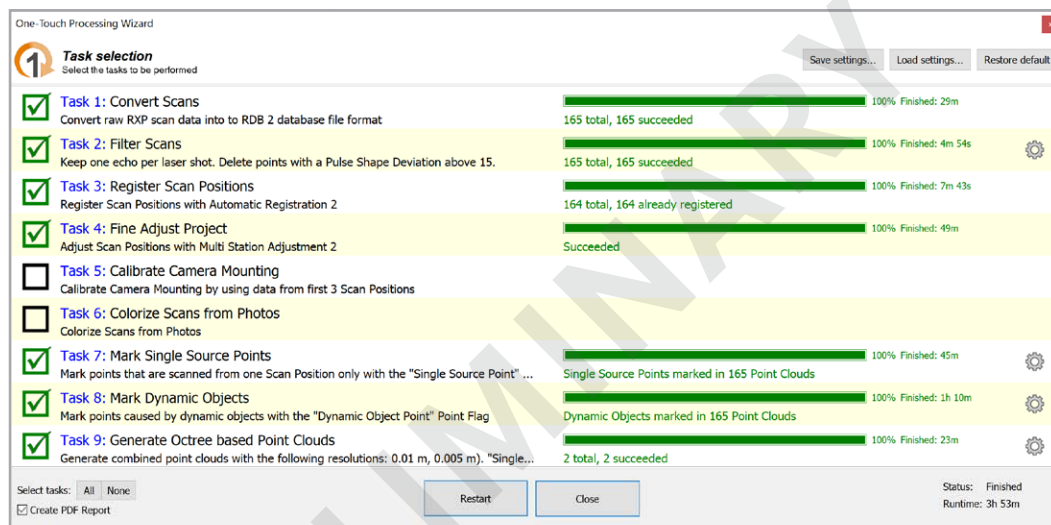 One-Touch Processing Wizard
1
Task selection
Select the tasks to be performed
Save settings...
Load settings...
Restore default
Task 1: Convert Scans
Convert raw RXP scan data into to RDB 2 database file format
100% Finished: 29m
165 total, 165 succeeded
Task 2: Filter Scans
Keep one echo per laser shot. Delete points with a Pulse Shape Deviation above 15.
100% Finished: 4m 54s
165 total, 165 succeeded
Task 3: Register Scan Positions
Register Scan Positions with Automatic Registration 2
100% Finished: 7m 43s
164 total, 164 already registered
Task 4: Fine Adjust Project
Adjust Scan Positions with Multi Station Adjustment 2
100% Finished: 49m
Succeeded
Task 5: Calibrate Camera Mounting
Calibrate Camera Mounting by using data from first 3 Scan Positions
Task 6: Colorize Scans from Photos
Colorize Scans from Photos
Task 7: Mark Single Source Points
Mark points that are scanned from one Scan Position only with the "Single Source Point" ...
100% Finished: 45m
Single Source Points marked in 165 Point Clouds
Task 8: Mark Dynamic Objects
Mark points caused by dynamic objects with the "Dynamic Object Point" Point Flag
100% Finished: 1h 10m
Dynamic Objects marked in 165 Point Clouds
Task 9: Generate Octree based Point Clouds
Generate combined point clouds with the following resolutions: 0.01 m, 0.005 m). "Single...
100% Finished: 23m
2 total, 2 succeeded
Select tasks: All None
Create PDF Report
Restart
Close
Status: Finished
Runtime: 3h 53m
IMINARY